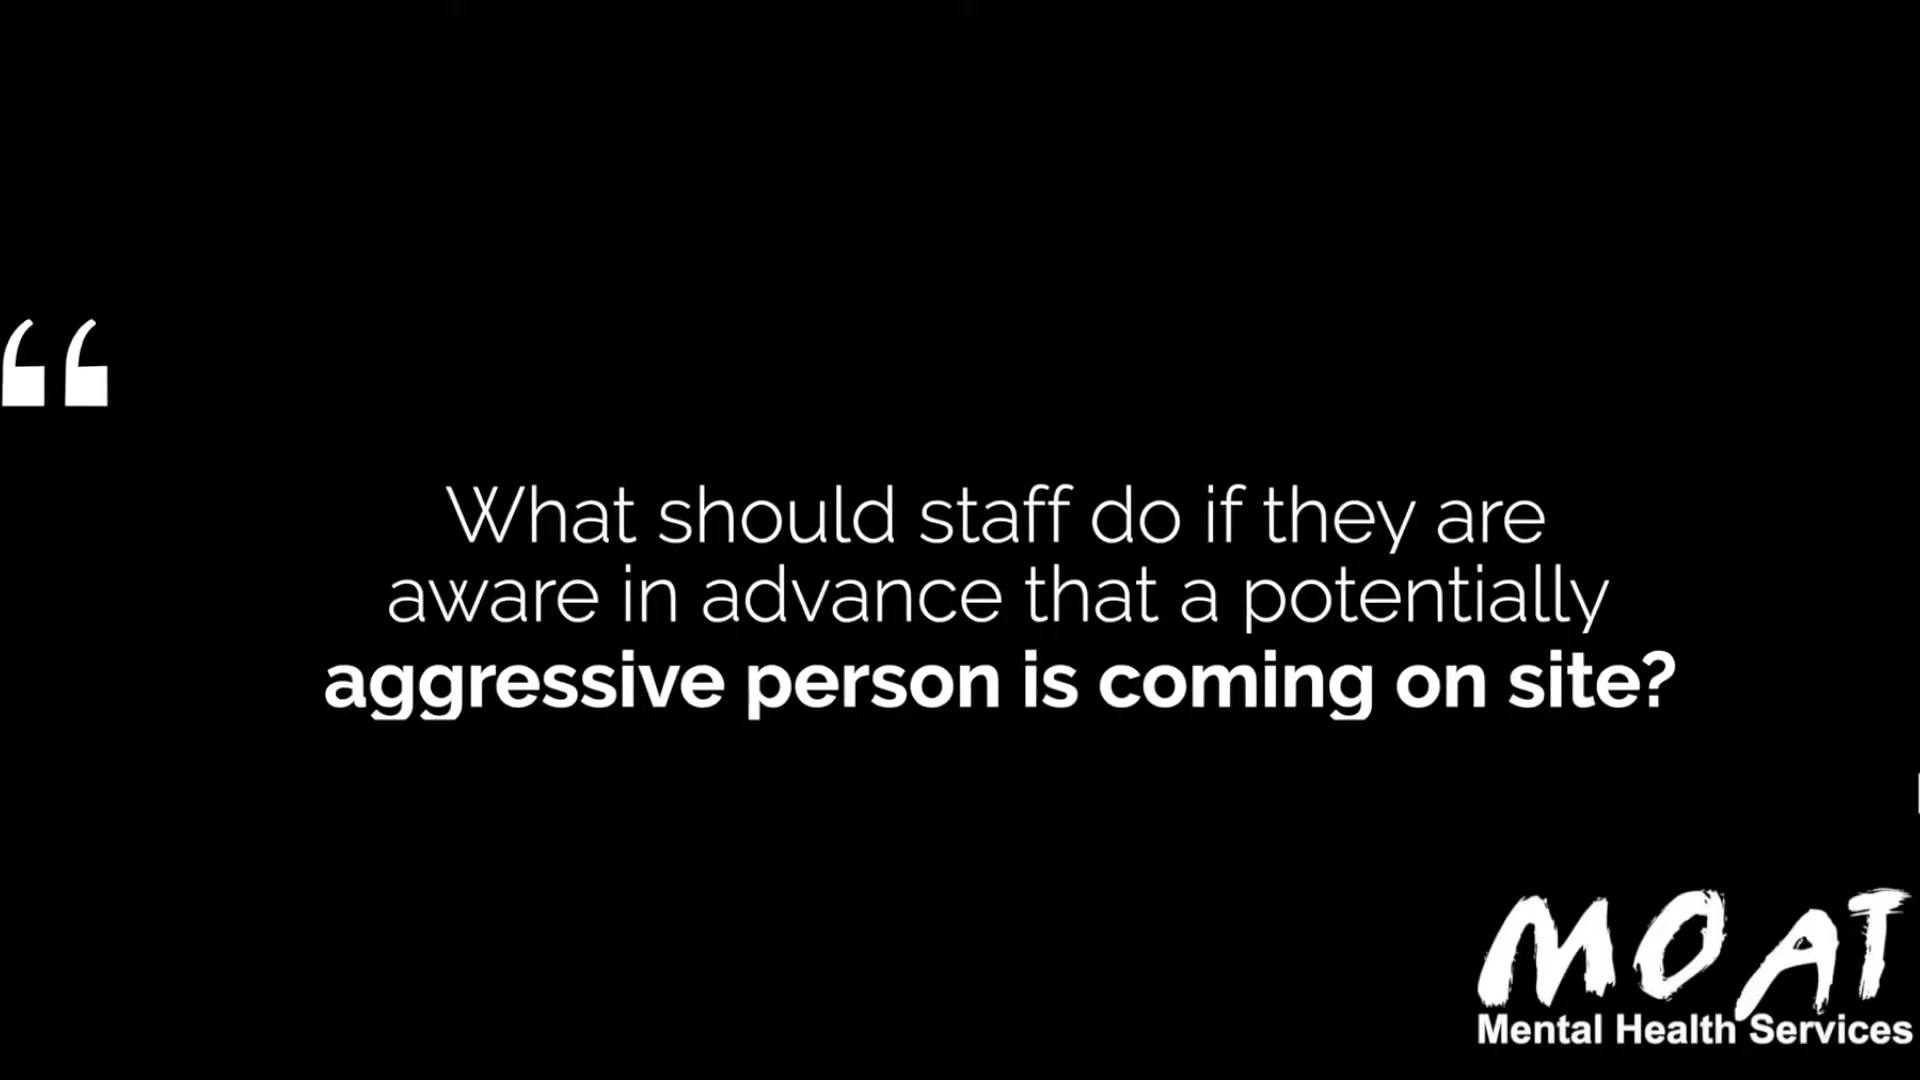 “
What should staff do if they are
aware in advance that a potentially
aggressive person is coming on site?
MOAT
Mental Health Services